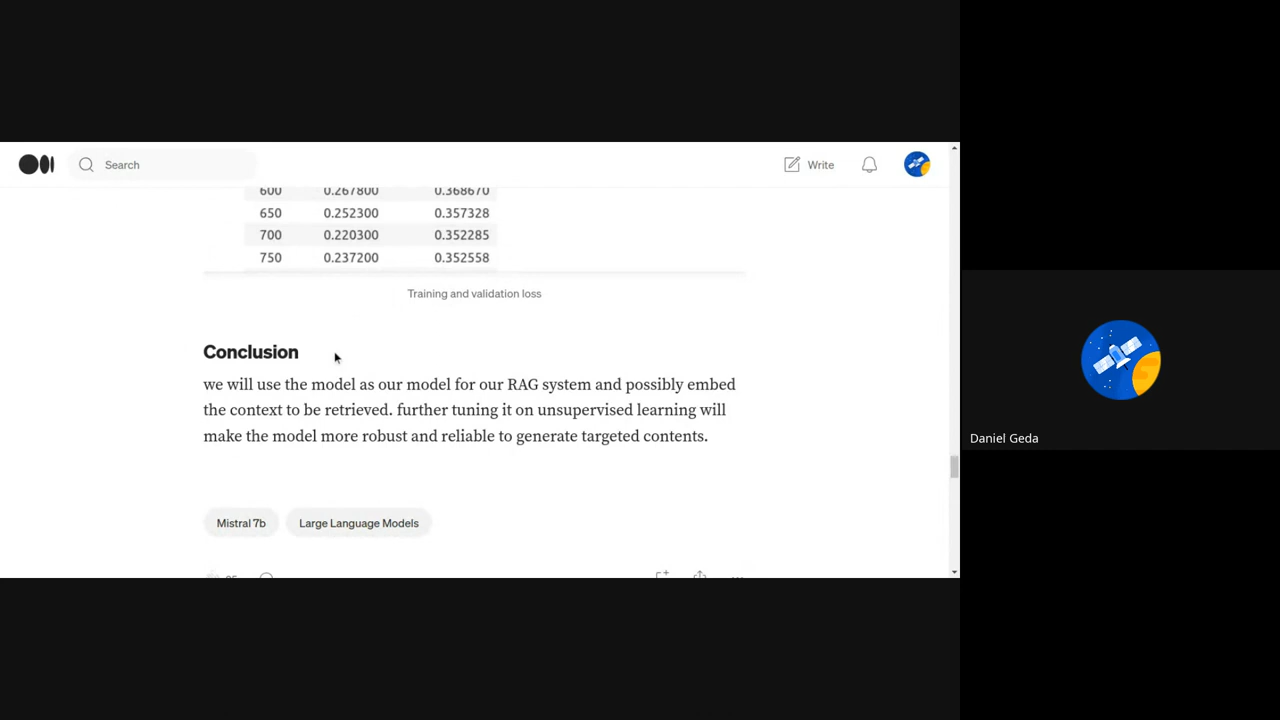 Search
Write
600 0.267800 0.368670
650 0.252300 0.357328
700 0.220300 0.352285
750 0.237200 0.352558
Training and validation loss
Conclusion
we will use the model as our model for our RAG system and possibly embed
the context to be retrieved. further tuning it on unsupervised learning will
make the model more robust and reliable to generate targeted contents.
Mistral 7b Large Language Models
Daniel Geda